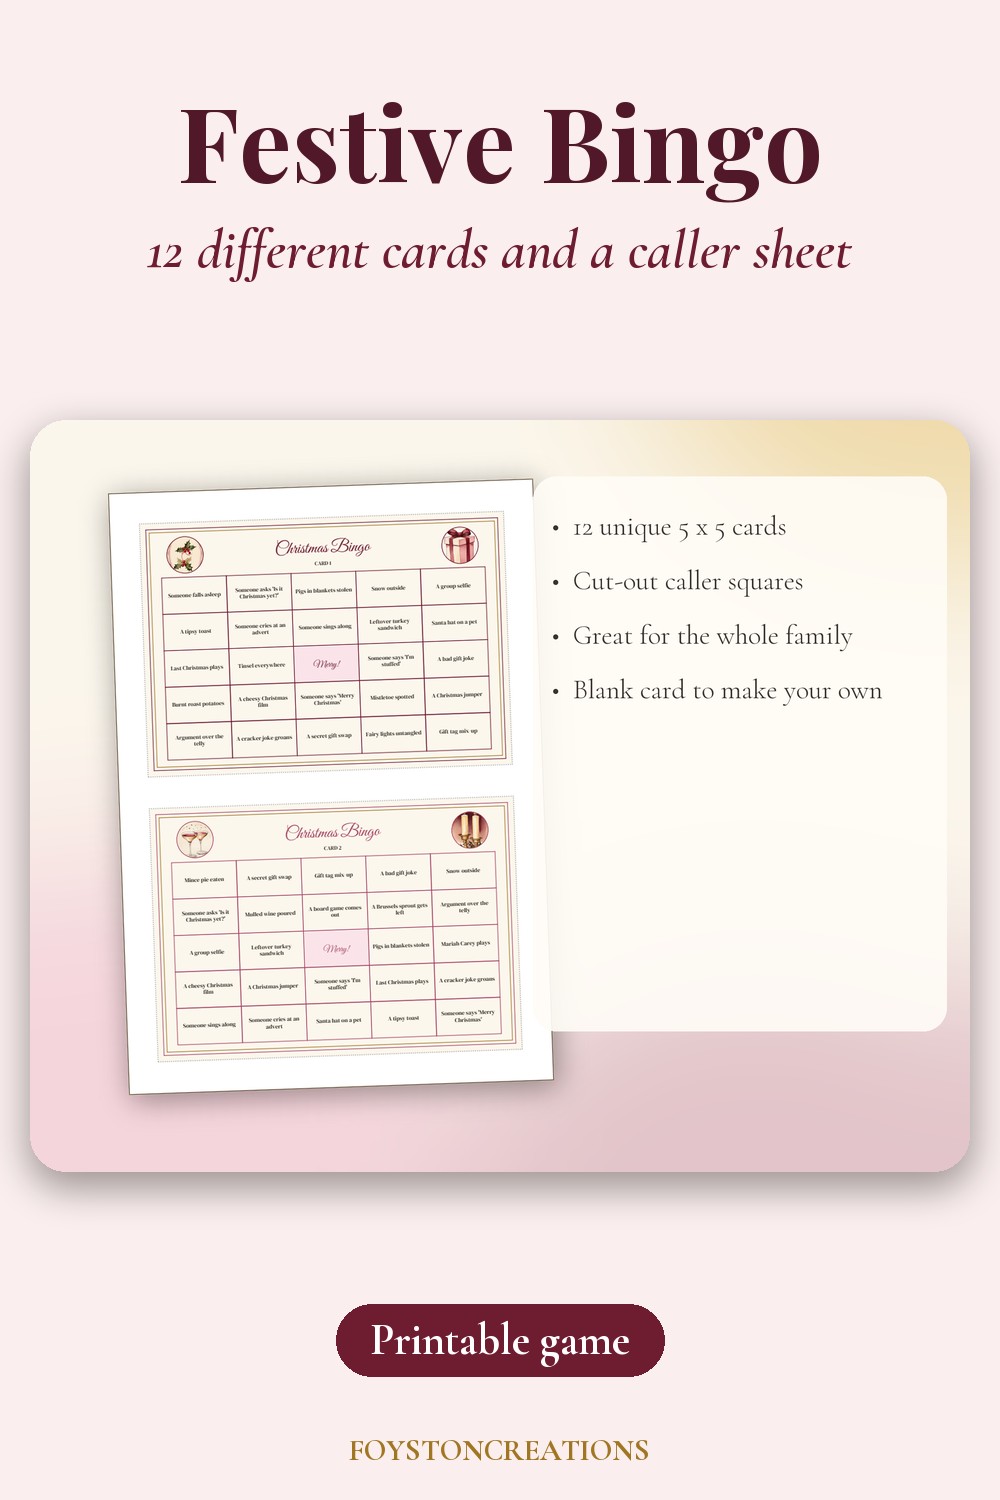 Festive Bingo
12 different cards and a caller sheet
Christmas Bingo
CARD 1
Someone falls asleep
Someone asks 'Is it
Christmas yet?'
Pigs in blankets stolen
Snow outside
A group selfie
A tipsy toast
Someone cries at an
advert
Someone sings along
Leftover turkey
sandwich
Santa hat on a pet
Last Christmas plays
Tinsel everywhere
Merry!
Someone says 'I'm
stuffed'
A bad gift joke
Burnt roast potatoes
A cheesy Christmas
film
Someone says 'Merry
Christmas'
Mistletoe spotted
A Christmas jumper
Argument over the
telly
A cracker joke groans
A secret gift swap
Fairy lights untangled
Gift tag mix up
Christmas Bingo
CARD 2
Mince pie eaten
A secret gift swap
Gift tag mix up
A bad gift joke
Snow outside
Someone asks 'Is it
Christmas yet?'
Mulled wine poured
A board game comes
out
A Brussels sprout gets
left
Argument over the
telly
A group selfie
Leftover turkey
sandwich
Merry!
Pigs in blankets stolen
Mariah Carey plays
A cheesy Christmas
film
A Christmas jumper
Someone says 'I'm
stuffed'
Last Christmas plays
A cracker joke groans
Someone sings along
Someone cries at an
advert
Santa hat on a pet
A tipsy toast
Someone says 'Merry
Christmas'
• 12 unique 5 x 5 cards
• Cut-out caller squares
• Great for the whole family
• Blank card to make your own
Printable game
FOYSTONCREATIONS